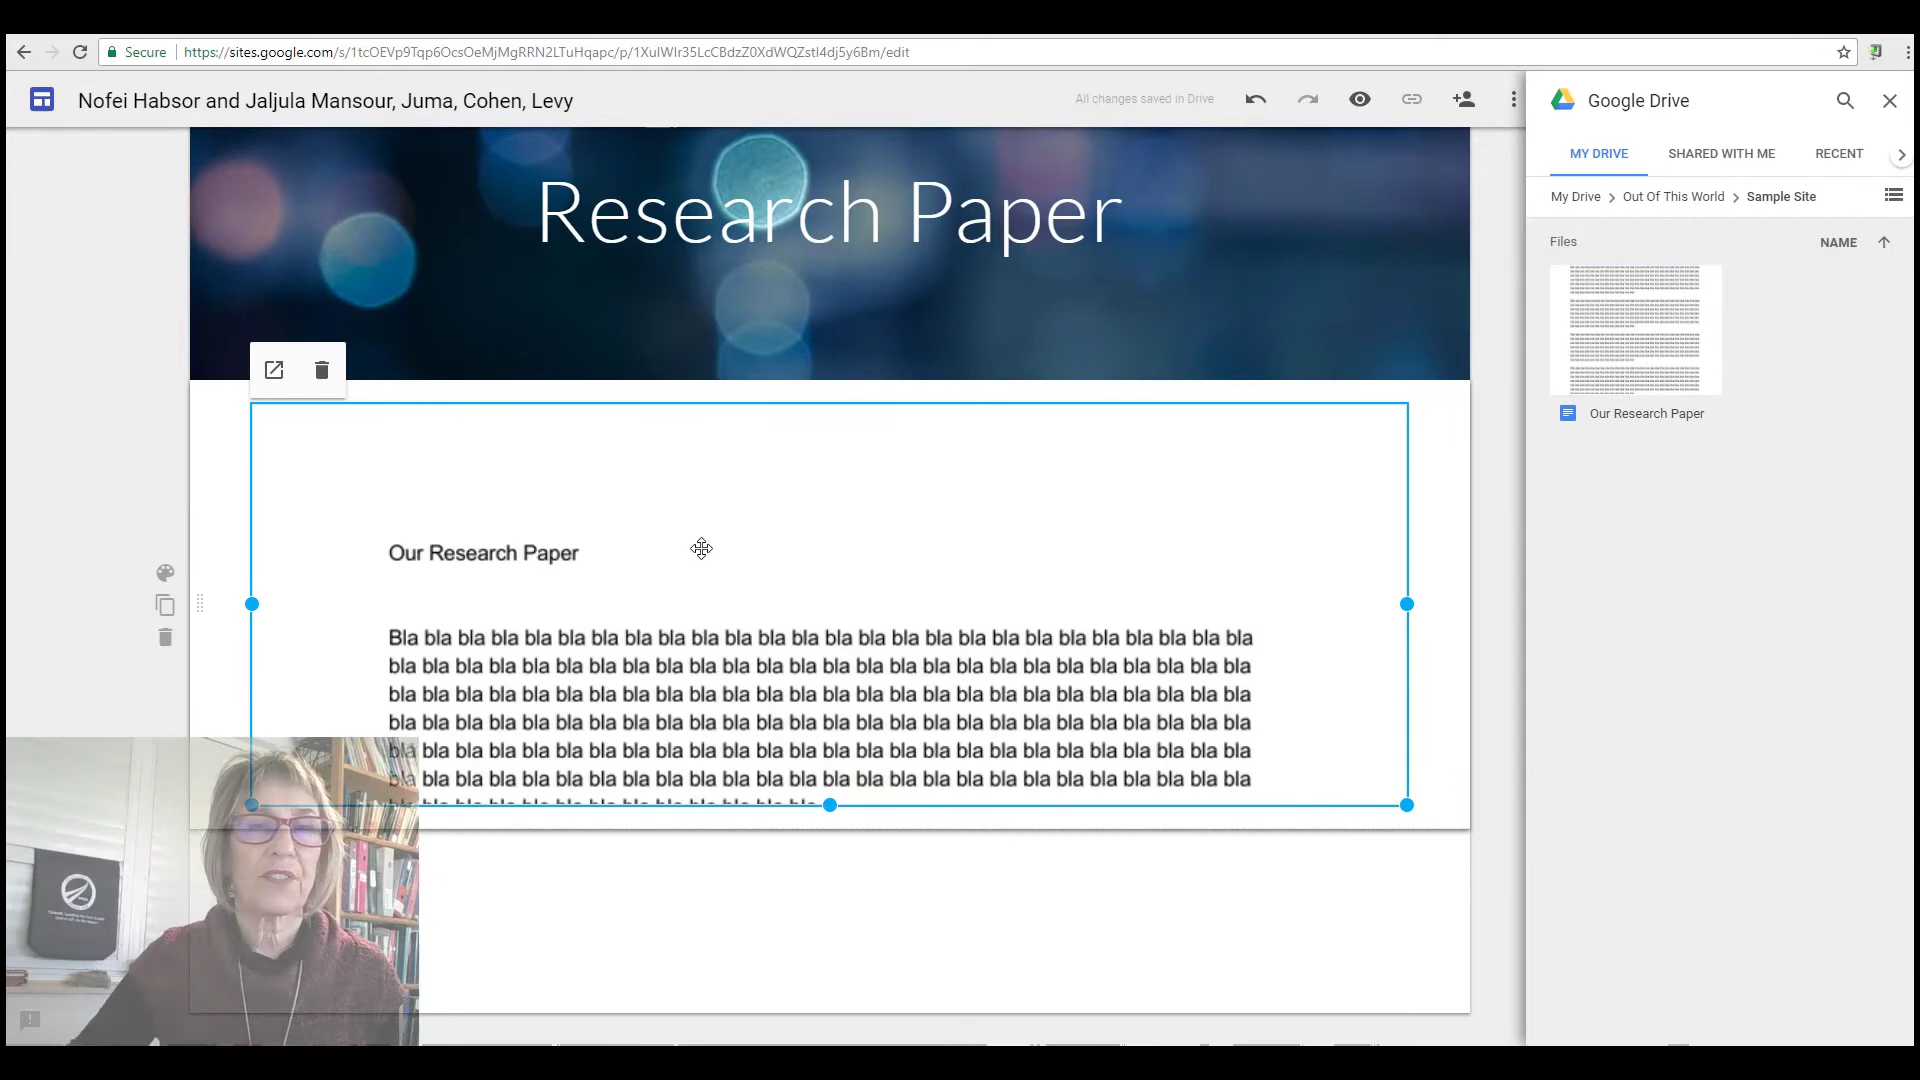 Secure https://sites.google.com/s/1tcOEVp9Tqp6OcsOeMjMgRRN2LTuHqapc/p/1XulWIr35LcCBdzZ0XdWQZstI4dj5y6Bm/edit
Nofei Habsor and Jaljula Mansour, Juma, Cohen, Levy
All changes saved in Drive
Google Drive
MY DRIVE SHARED WITH ME RECENT
My Drive > Out Of This World > Sample Site
Files NAME
Our Research Paper
Research Paper
Our Research Paper
Bla bla bla bla bla bla bla bla bla bla bla bla bla bla bla bla bla bla bla bla bla bla bla bla bla bla
bla bla bla bla bla bla bla bla bla bla bla bla bla bla bla bla bla bla bla bla bla bla bla bla bla bla
bla bla bla bla bla bla bla bla bla bla bla bla bla bla bla bla bla bla bla bla bla bla bla bla bla bla
bla bla bla bla bla bla bla bla bla bla bla bla bla bla bla bla bla bla bla bla bla bla bla bla bla bla
bla bla bla bla bla bla bla bla bla bla bla bla bla bla bla bla bla bla bla bla bla bla bla bla bla bla
bla bla bla bla bla bla bla bla bla bla bla bla bla bla bla bla bla bla bla bla bla bla bla bla bla bla